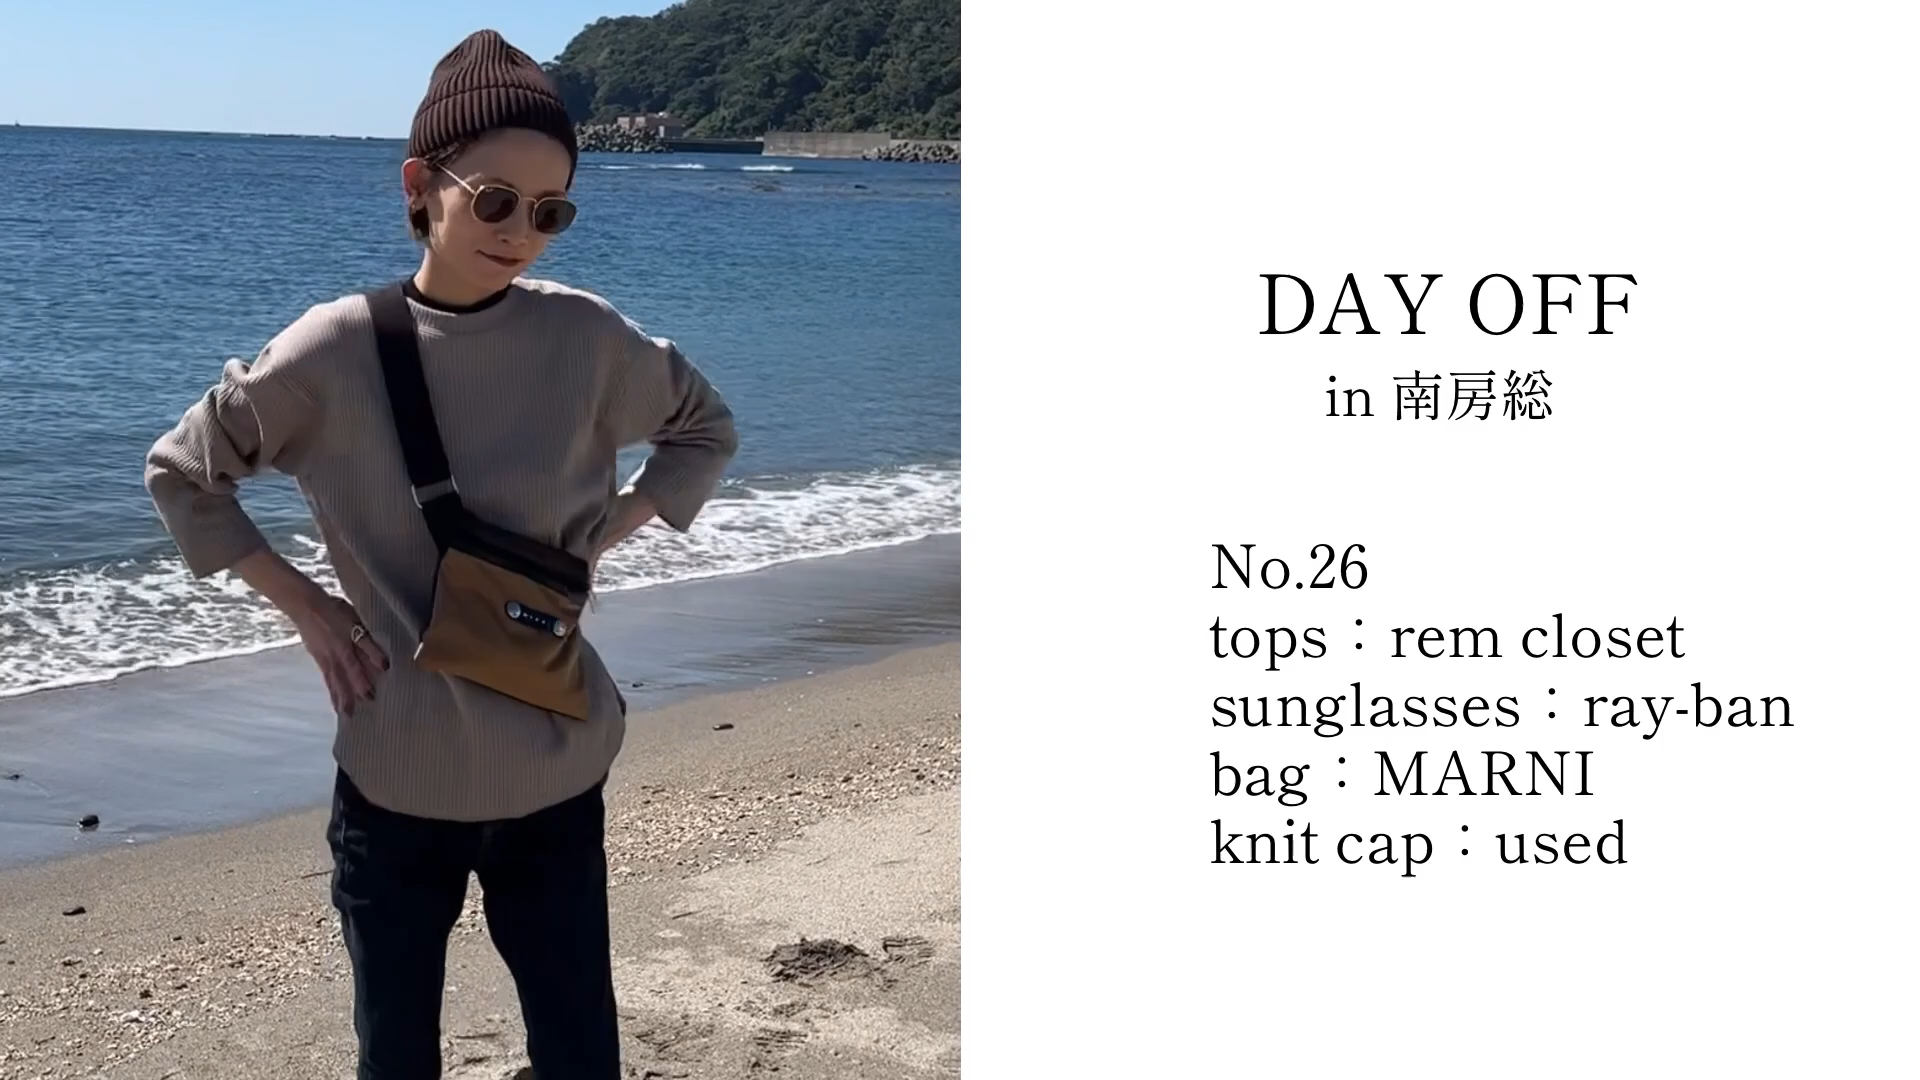 DAY OFF
in 南房総
No.26
tops：rem closet
sunglasses：ray-ban
bag：MARNI
knit cap：used